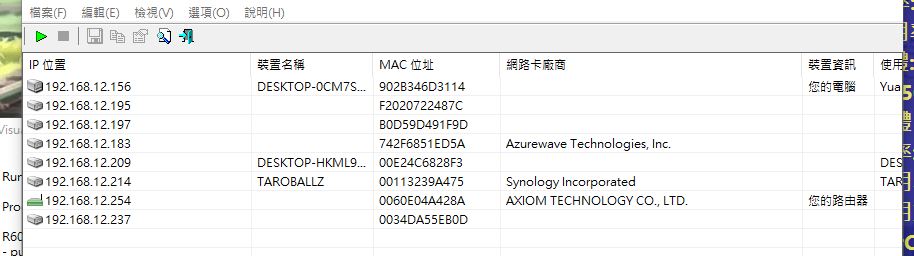 檔案(F) 編輯(E) 檢視(V) 選項(O) 說明(H)
IP 位置 裝置名稱 MAC 位址 網路卡廠商 裝置資訊 使用
192.168.12.156 DESKTOP-0CM7S... 902B346D3114 您的電腦 Yua
192.168.12.195 F2020722487C
192.168.12.197 B0D59D491F9D
192.168.12.183 742F6851ED5A Azurewave Technologies, Inc.
192.168.12.209 DESKTOP-HKML9... 00E24C6828F3 DES
192.168.12.214 TAROBALLZ 00113239A475 Synology Incorporated TAR
192.168.12.254 0060E04A428A AXIOM TECHNOLOGY CO., LTD. 您的路由器
192.168.12.237 0034DA55EB0D
Visua
Run
Pro
R60
- pu